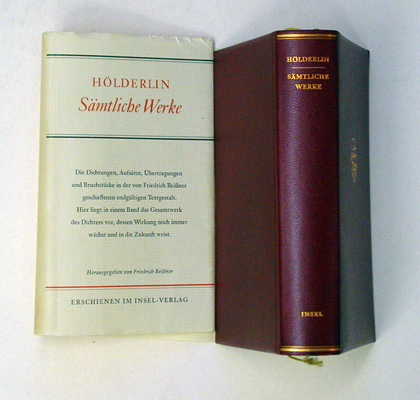 HÖLDERLIN
Sämtliche Werke
Die Dichtungen, Aufsätze, Übertragungen
und Bruchstücke in der von Friedrich Beißner
geschaffenen endgültigen Textgestalt.
Hier liegt in einem Band das Gesamtwerk
des Dichters vor, dessen Wirkung noch immer
wächst und in die Zukunft weist.
Herausgegeben von Friedrich Beißner
ERSCHIENEN IM INSEL-VERLAG
HÖLDERLIN
SÄMTLICHE
WERKE
INSEL